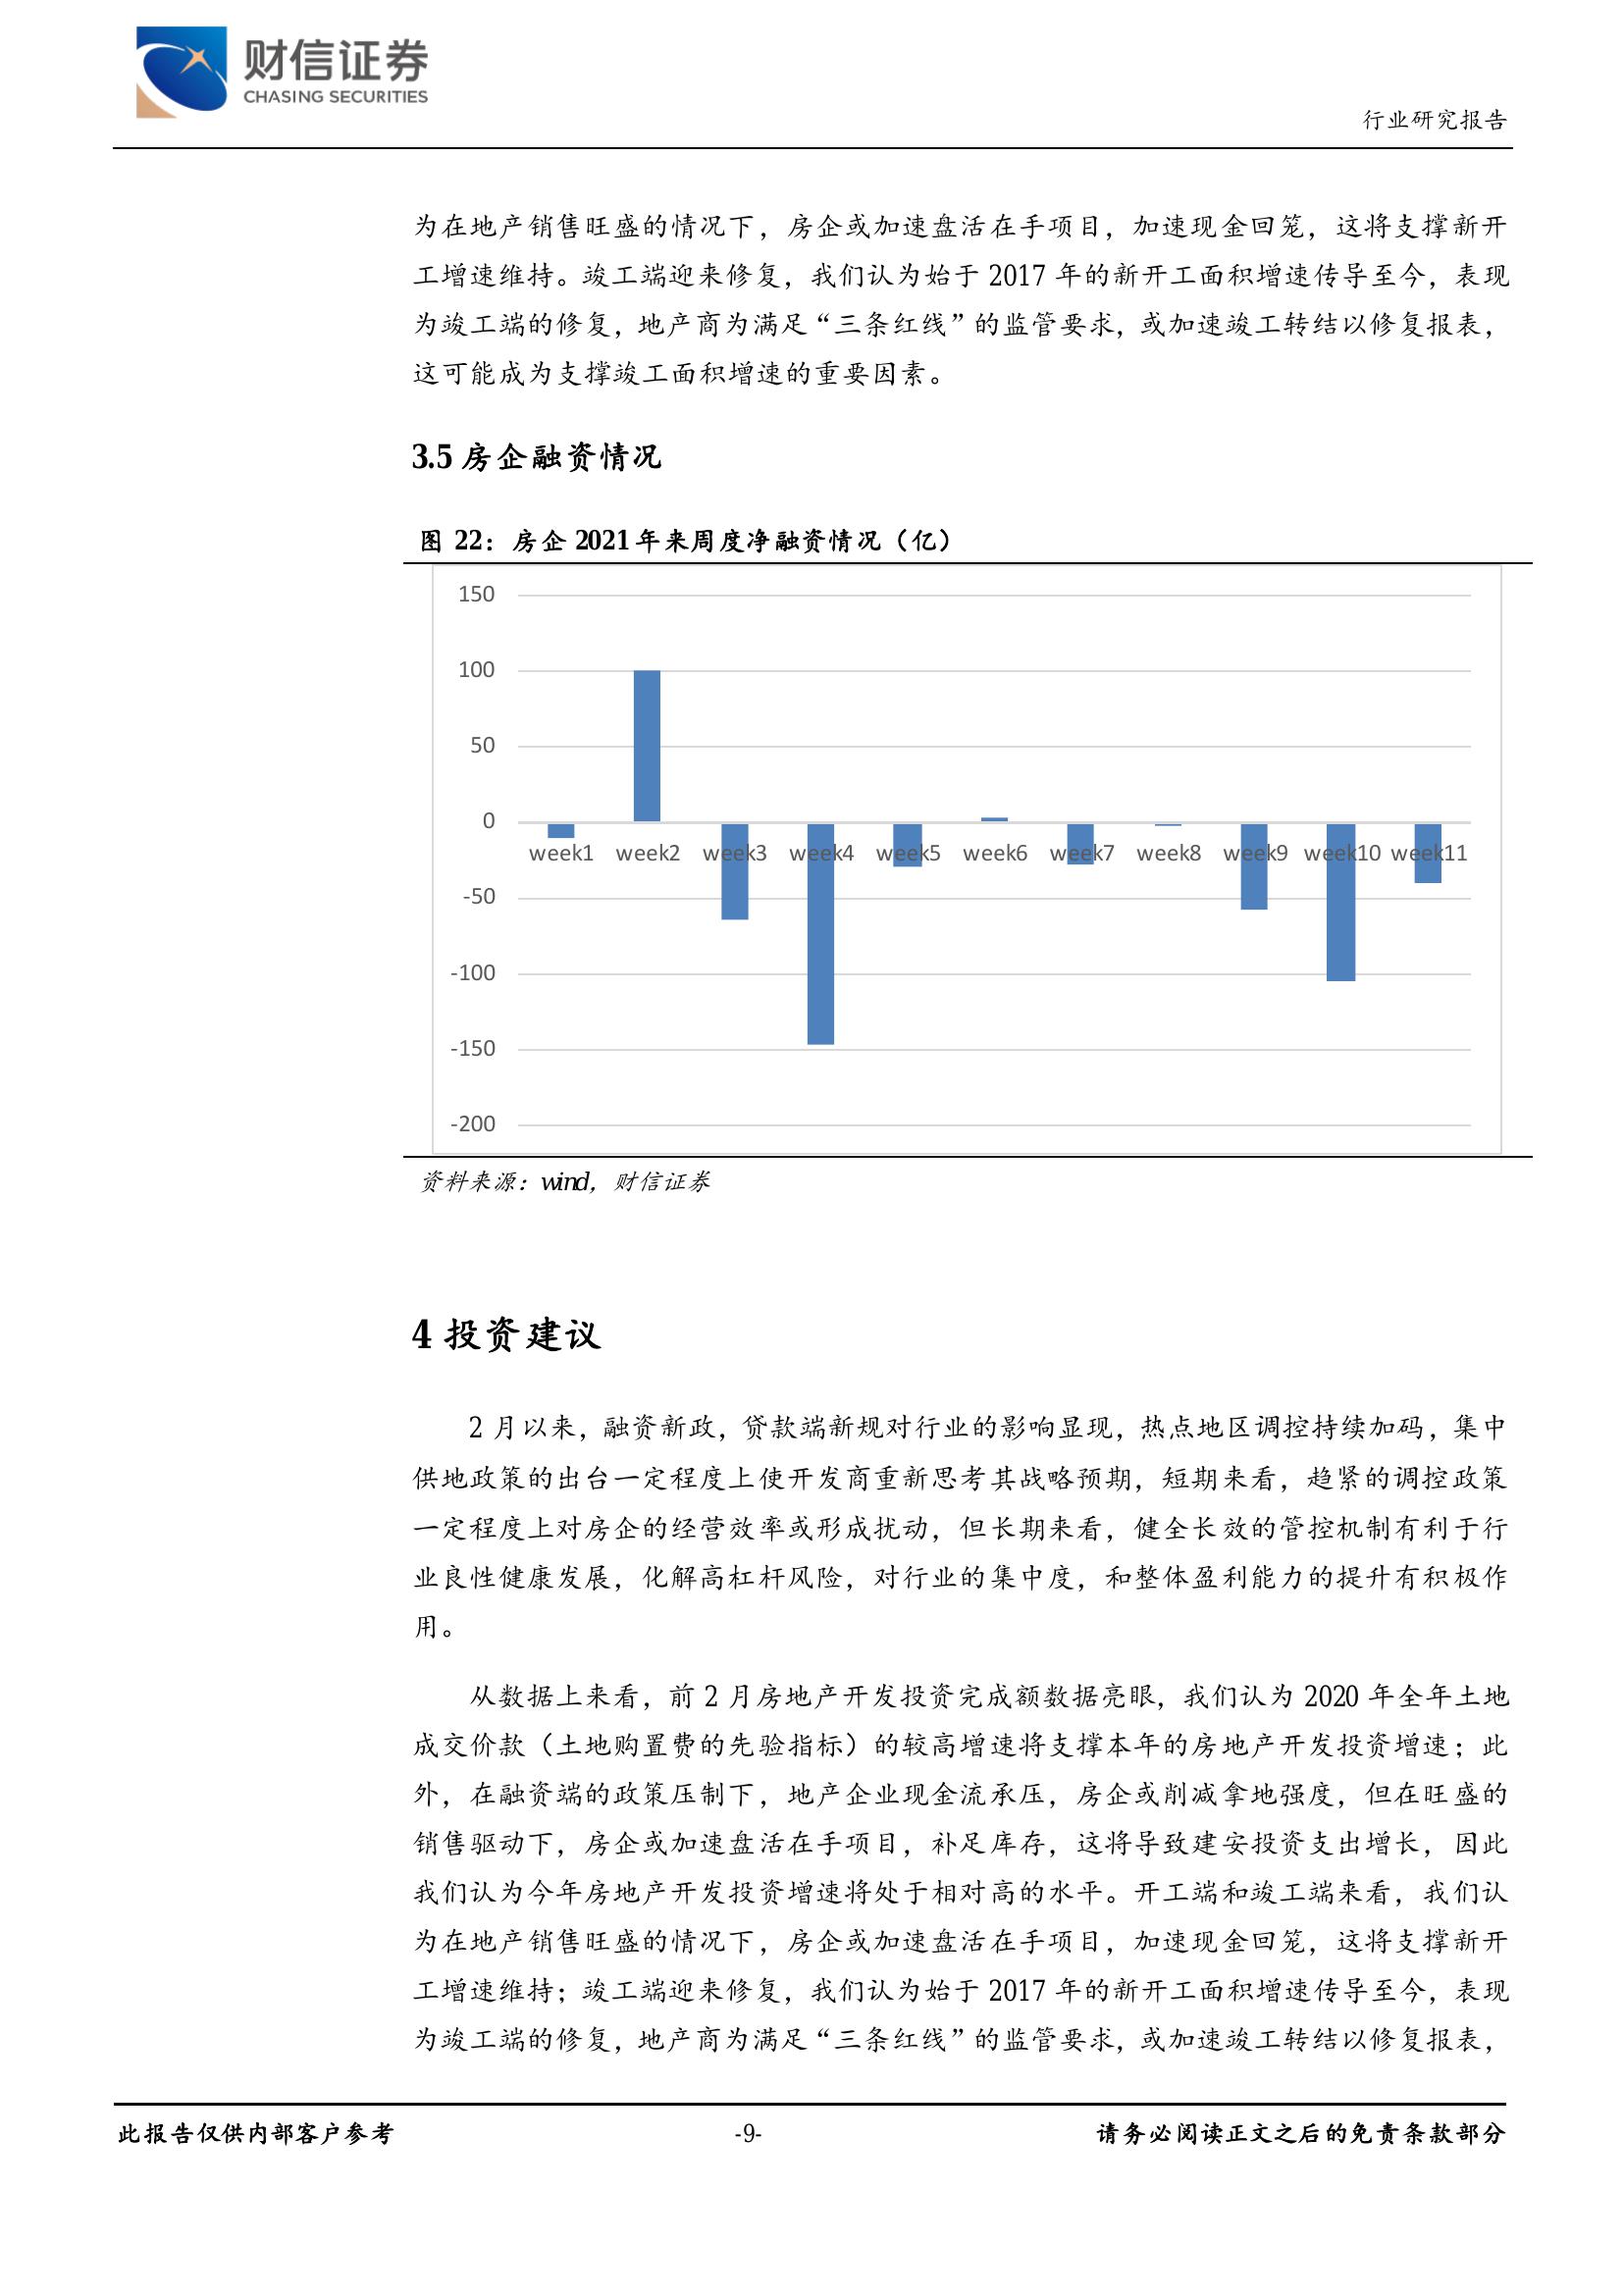 财信证券
CHASING SECURITIES
行业研究报告
为在地产销售旺盛的情况下，房企或加速盘活在手项目，加速现金回笼，这将支撑新开
工增速维持。竣工端迎来修复，我们认为始于 2017 年的新开工面积增速传导至今，表现
为竣工端的修复，地产商为满足“三条红线”的监管要求，或加速竣工转结以修复报表，
这可能成为支撑竣工面积增速的重要因素。
3.5 房企融资情况
图 22：房企 2021 年来周度净融资情况（亿）
150
100
50
0
week1 week2 week3 week4 week5 week6 week7 week8 week9 week10 week11
-50
-100
-150
-200
资料来源：wind，财信证券
4 投资建议
2 月以来，融资新政，贷款端新规对行业的影响显现，热点地区调控持续加码，集中
供地政策的出台一定程度上使开发商重新思考其战略预期，短期来看，趋紧的调控政策
一定程度上对房企的经营效率或形成扰动，但长期来看，健全长效的管控机制有利于行
业良性健康发展，化解高杠杆风险，对行业的集中度，和整体盈利能力的提升有积极作
用。
从数据上来看，前 2 月房地产开发投资完成额数据亮眼，我们认为 2020 年全年土地
成交价款（土地购置费的先验指标）的较高增速将支撑本年的房地产开发投资增速；此
外，在融资端的政策压制下，地产企业现金流承压，房企或削减拿地强度，但在旺盛的
销售驱动下，房企或加速盘活在手项目，补足库存，这将导致建安投资支出增长，因此
我们认为今年房地产开发投资增速将处于相对高的水平。开工端和竣工端来看，我们认
为在地产销售旺盛的情况下，房企或加速盘活在手项目，加速现金回笼，这将支撑新开
工增速维持；竣工端迎来修复，我们认为始于 2017 年的新开工面积增速传导至今，表现
为竣工端的修复，地产商为满足“三条红线”的监管要求，或加速竣工转结以修复报表，
此报告仅供内部客户参考
-9-
请务必阅读正文之后的免责条款部分